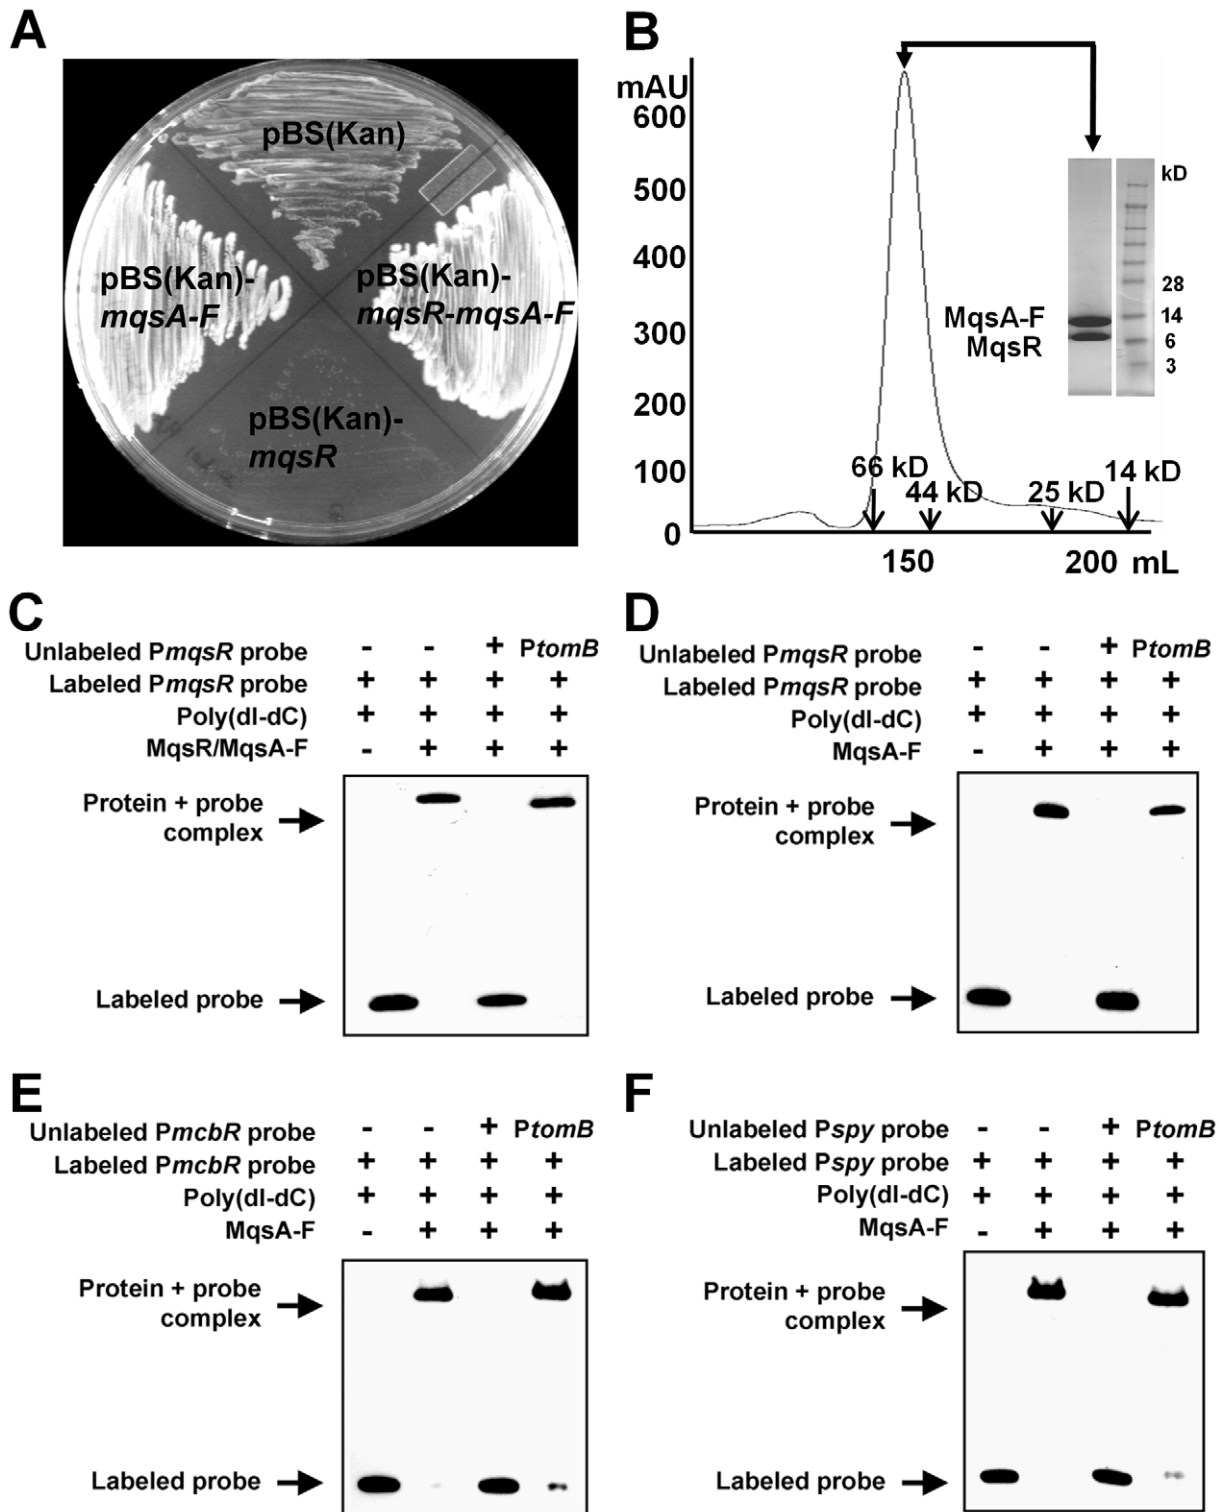 A
pBS(Kan)
pBS(Kan)-
mqsA-F
pBS(Kan)-
mqsR-mqsA-F
pBS(Kan)-
mqsR
B
mAU
600
500
400
300
200
100
0
66 kD
44 kD
25 kD
14 kD
150
200 mL
MqsA-F
MqsR
kD
28
14
6
3
C
Unlabeled PmqsR probe - - + PtomB
Labeled PmqsR probe + + + +
Poly(dI-dC) + + + +
MqsR/MqsA-F - + + +
Protein + probe
complex
Labeled probe
D
Unlabeled PmqsR probe - - + PtomB
Labeled PmqsR probe + + + +
Poly(dI-dC) + + + +
MqsA-F - + + +
Protein + probe
complex
Labeled probe
E
Unlabeled PmcbR probe - - + PtomB
Labeled PmcbR probe + + + +
Poly(dI-dC) + + + +
MqsA-F - + + +
Protein + probe
complex
Labeled probe
F
Unlabeled Pspy probe - - + PtomB
Labeled Pspy probe + + + +
Poly(dI-dC) + + + +
MqsA-F - + + +
Protein + probe
complex
Labeled probe